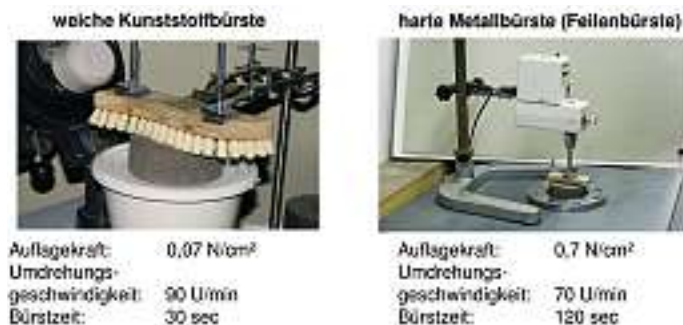 weiche Kunststoffbürste
Auflagekraft: 0,07 N/cm²
Umdrehungs-
geschwindigkeit: 90 U/min
Bürstzeit: 30 sec
harte Metallbürste (Feilenbürste)
Auflagekraft: 0,7 N/cm²
Umdrehungs-
geschwindigkeit: 70 U/min
Bürstzeit: 120 sec